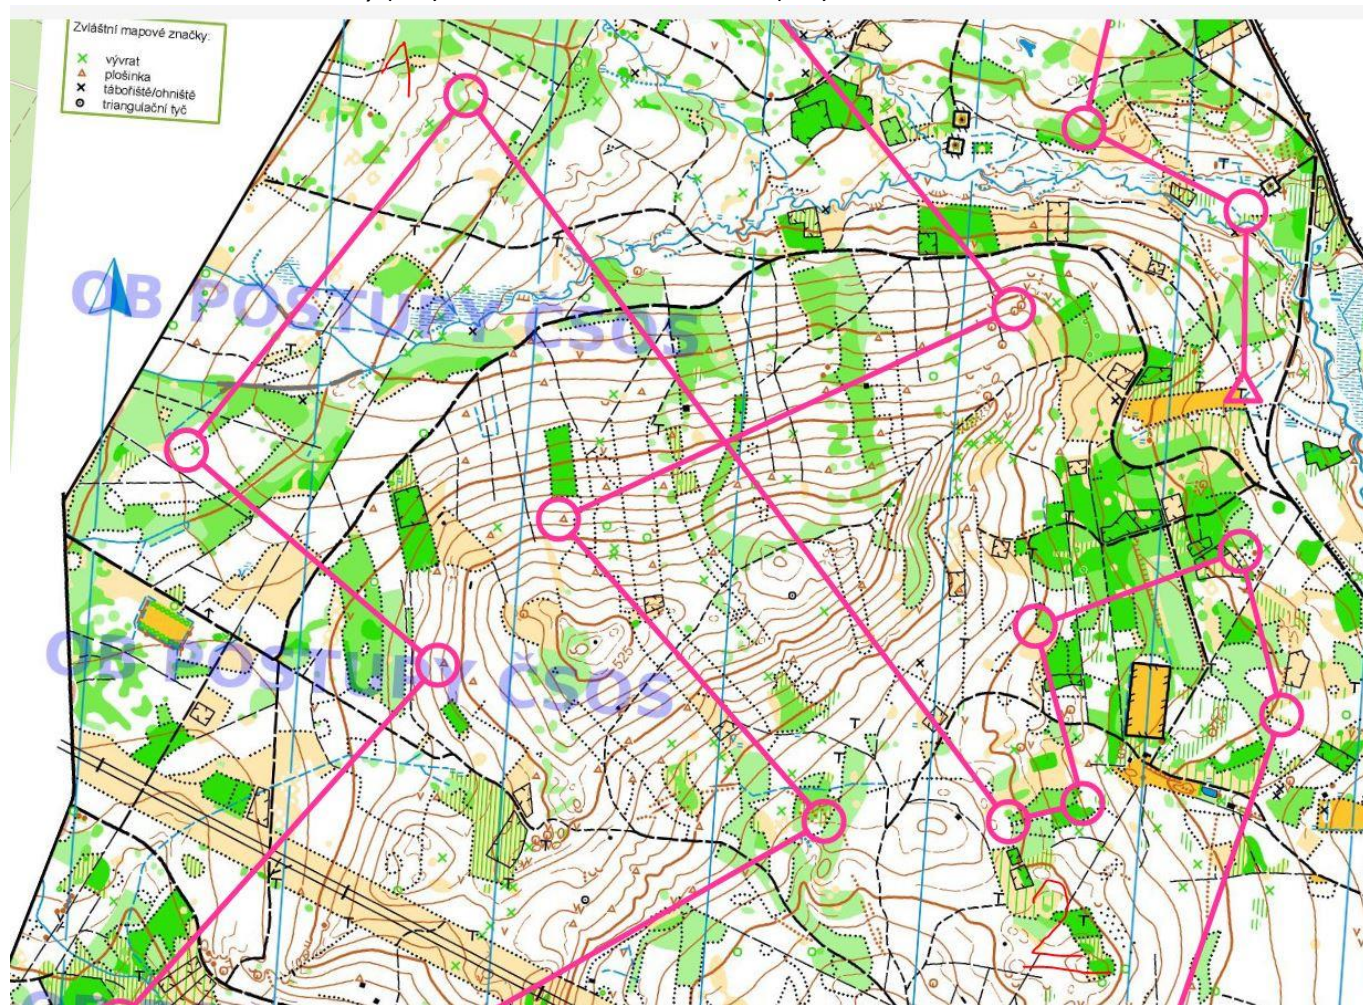 Zvláštní mapové značky:
vývrat
plošinka
tábořiště/ohniště
triangulační tyč
OB POSTUPY ČSOS
OB POSTUPY ČSOS
525